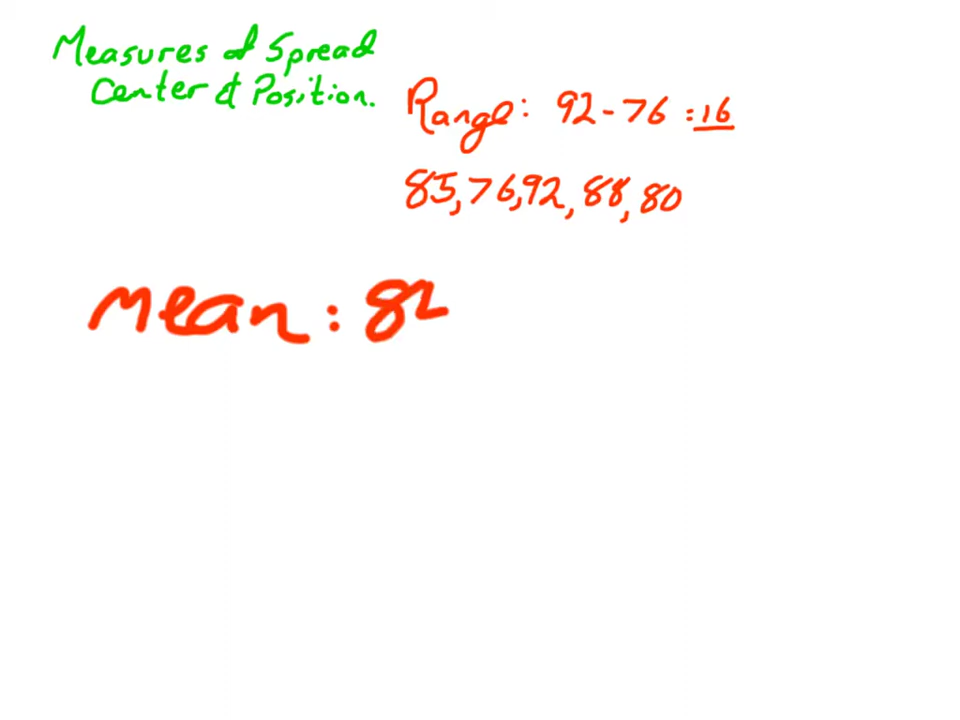 Measures of Spread
Center & Position.
Range: 92-76 =16
85, 76, 92, 88, 80
Mean: 82